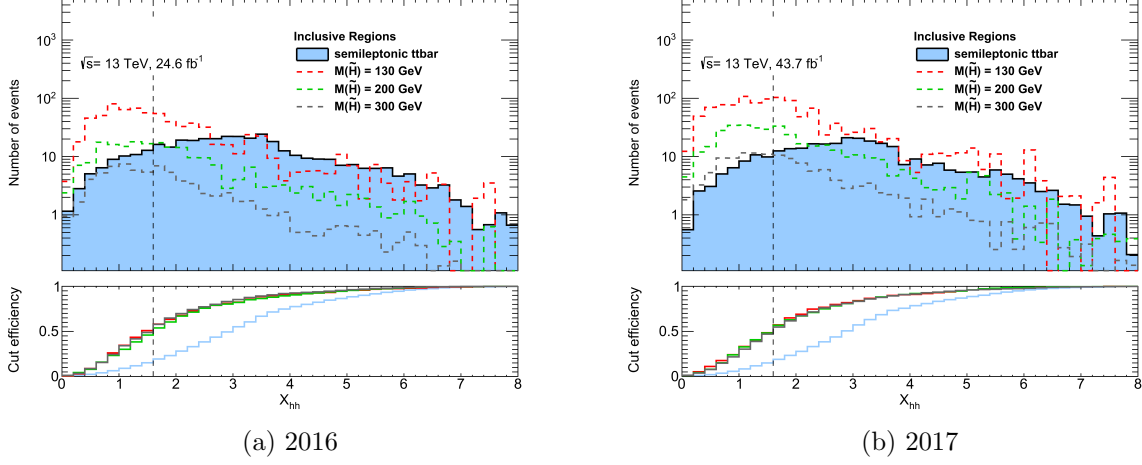 Inclusive Regions
semileptonic ttbar
M(H̃) = 130 GeV
M(H̃) = 200 GeV
M(H̃) = 300 GeV
√s= 13 TeV, 24.6 fb⁻¹
Number of events
10³
10²
10
1
Cut efficiency
1
0.5
0
0 1 2 3 4 5 6 7 8
X_hh
(a) 2016
Inclusive Regions
semileptonic ttbar
M(H̃) = 130 GeV
M(H̃) = 200 GeV
M(H̃) = 300 GeV
√s= 13 TeV, 43.7 fb⁻¹
Number of events
10³
10²
10
1
Cut efficiency
1
0.5
0
0 1 2 3 4 5 6 7 8
X_hh
(b) 2017